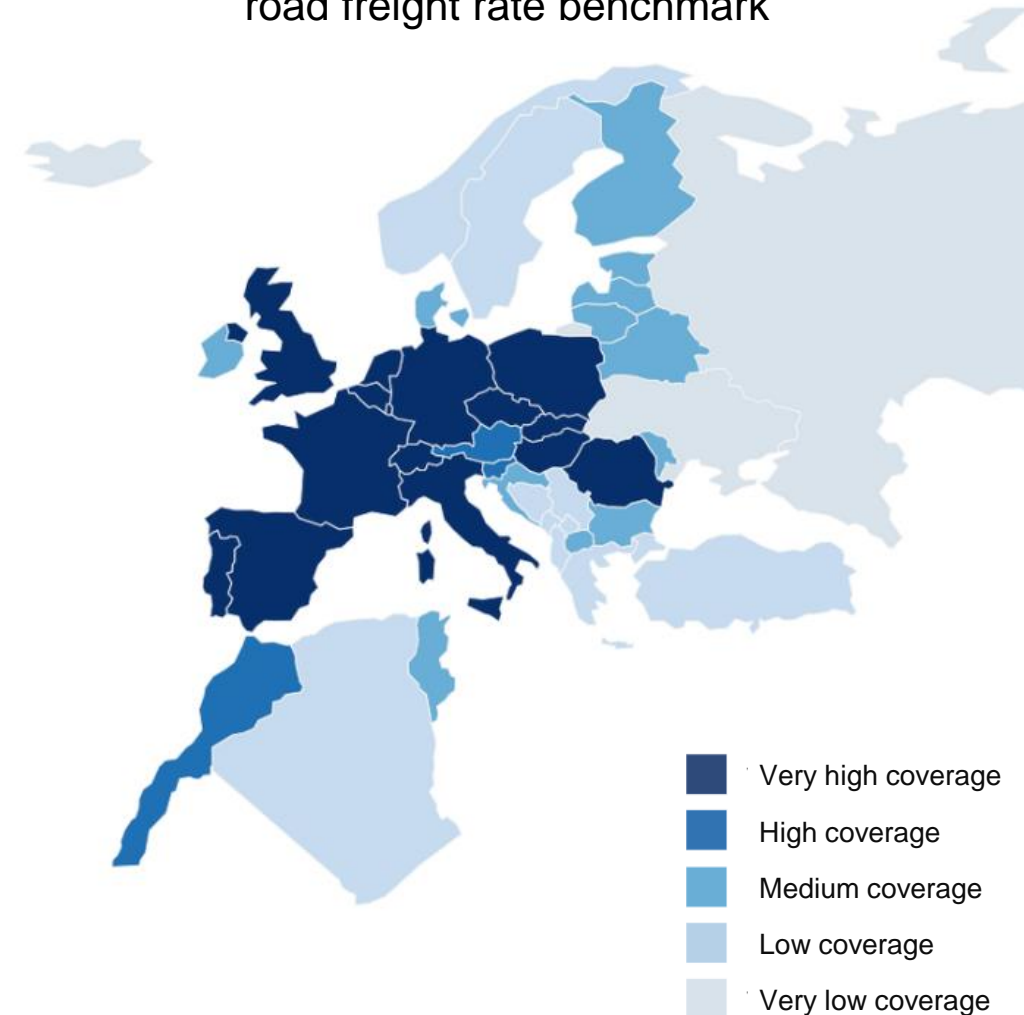 road freight rate benchmark
Very high coverage
High coverage
Medium coverage
Low coverage
Very low coverage